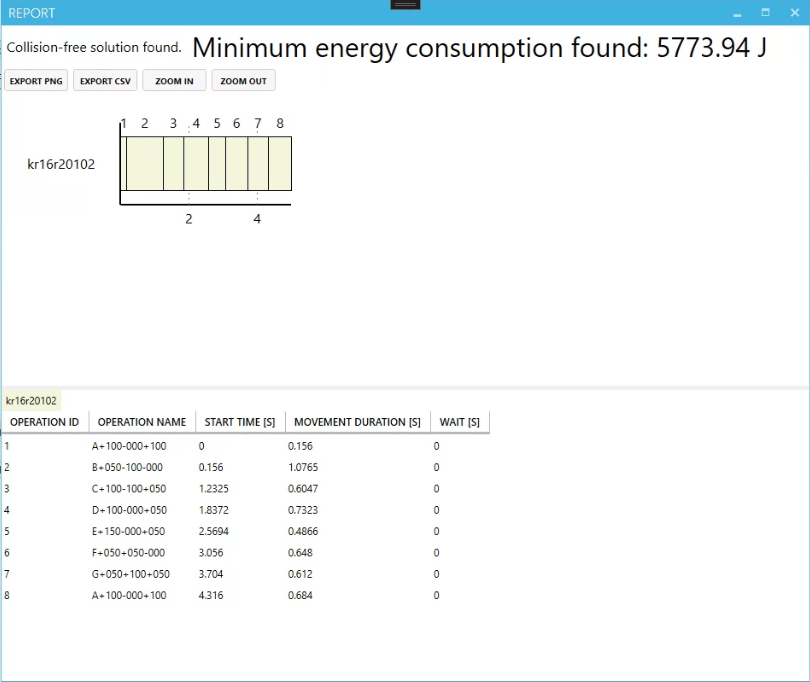 REPORT
Collision-free solution found. Minimum energy consumption found: 5773.94 J
EXPORT PNG EXPORT CSV ZOOM IN ZOOM OUT
1 2 3 4 5 6 7 8
kr16r20102
2 4
kr16r20102
OPERATION ID OPERATION NAME START TIME [S] MOVEMENT DURATION [S] WAIT [S]
1 A+100-000+100 0 0.156 0
2 B+050-100-000 0.156 1.0765 0
3 C+100-100+050 1.2325 0.6047 0
4 D+100-000+050 1.8372 0.7323 0
5 E+150-000+050 2.5694 0.4866 0
6 F+050+050-000 3.056 0.648 0
7 G+050+100+050 3.704 0.612 0
8 A+100-000+100 4.316 0.684 0